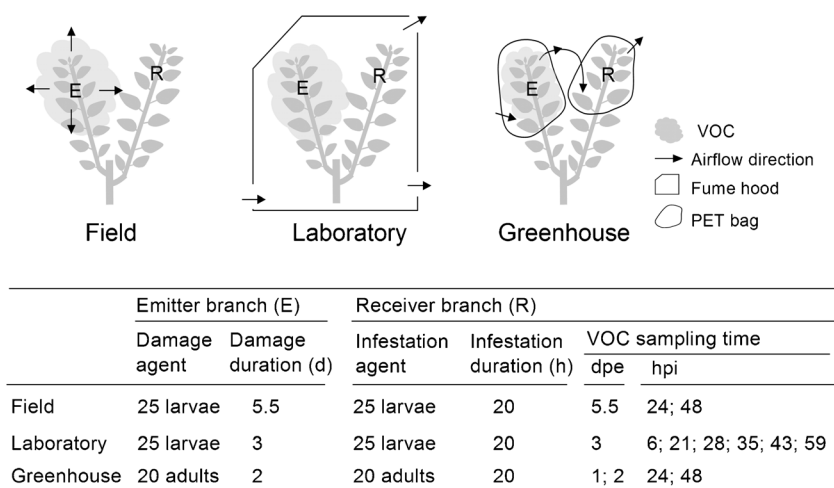 E
R
Field
E
R
Laboratory
E
R
Greenhouse
VOC
Airflow direction
Fume hood
PET bag
Emitter branch (E) Receiver branch (R)
Damage agent Damage duration (d) Infestation agent Infestation duration (h) VOC sampling time
dpe hpi
Field 25 larvae 5.5 25 larvae 20 5.5 24; 48
Laboratory 25 larvae 3 25 larvae 20 3 6; 21; 28; 35; 43; 59
Greenhouse 20 adults 2 20 adults 20 1; 2 24; 48